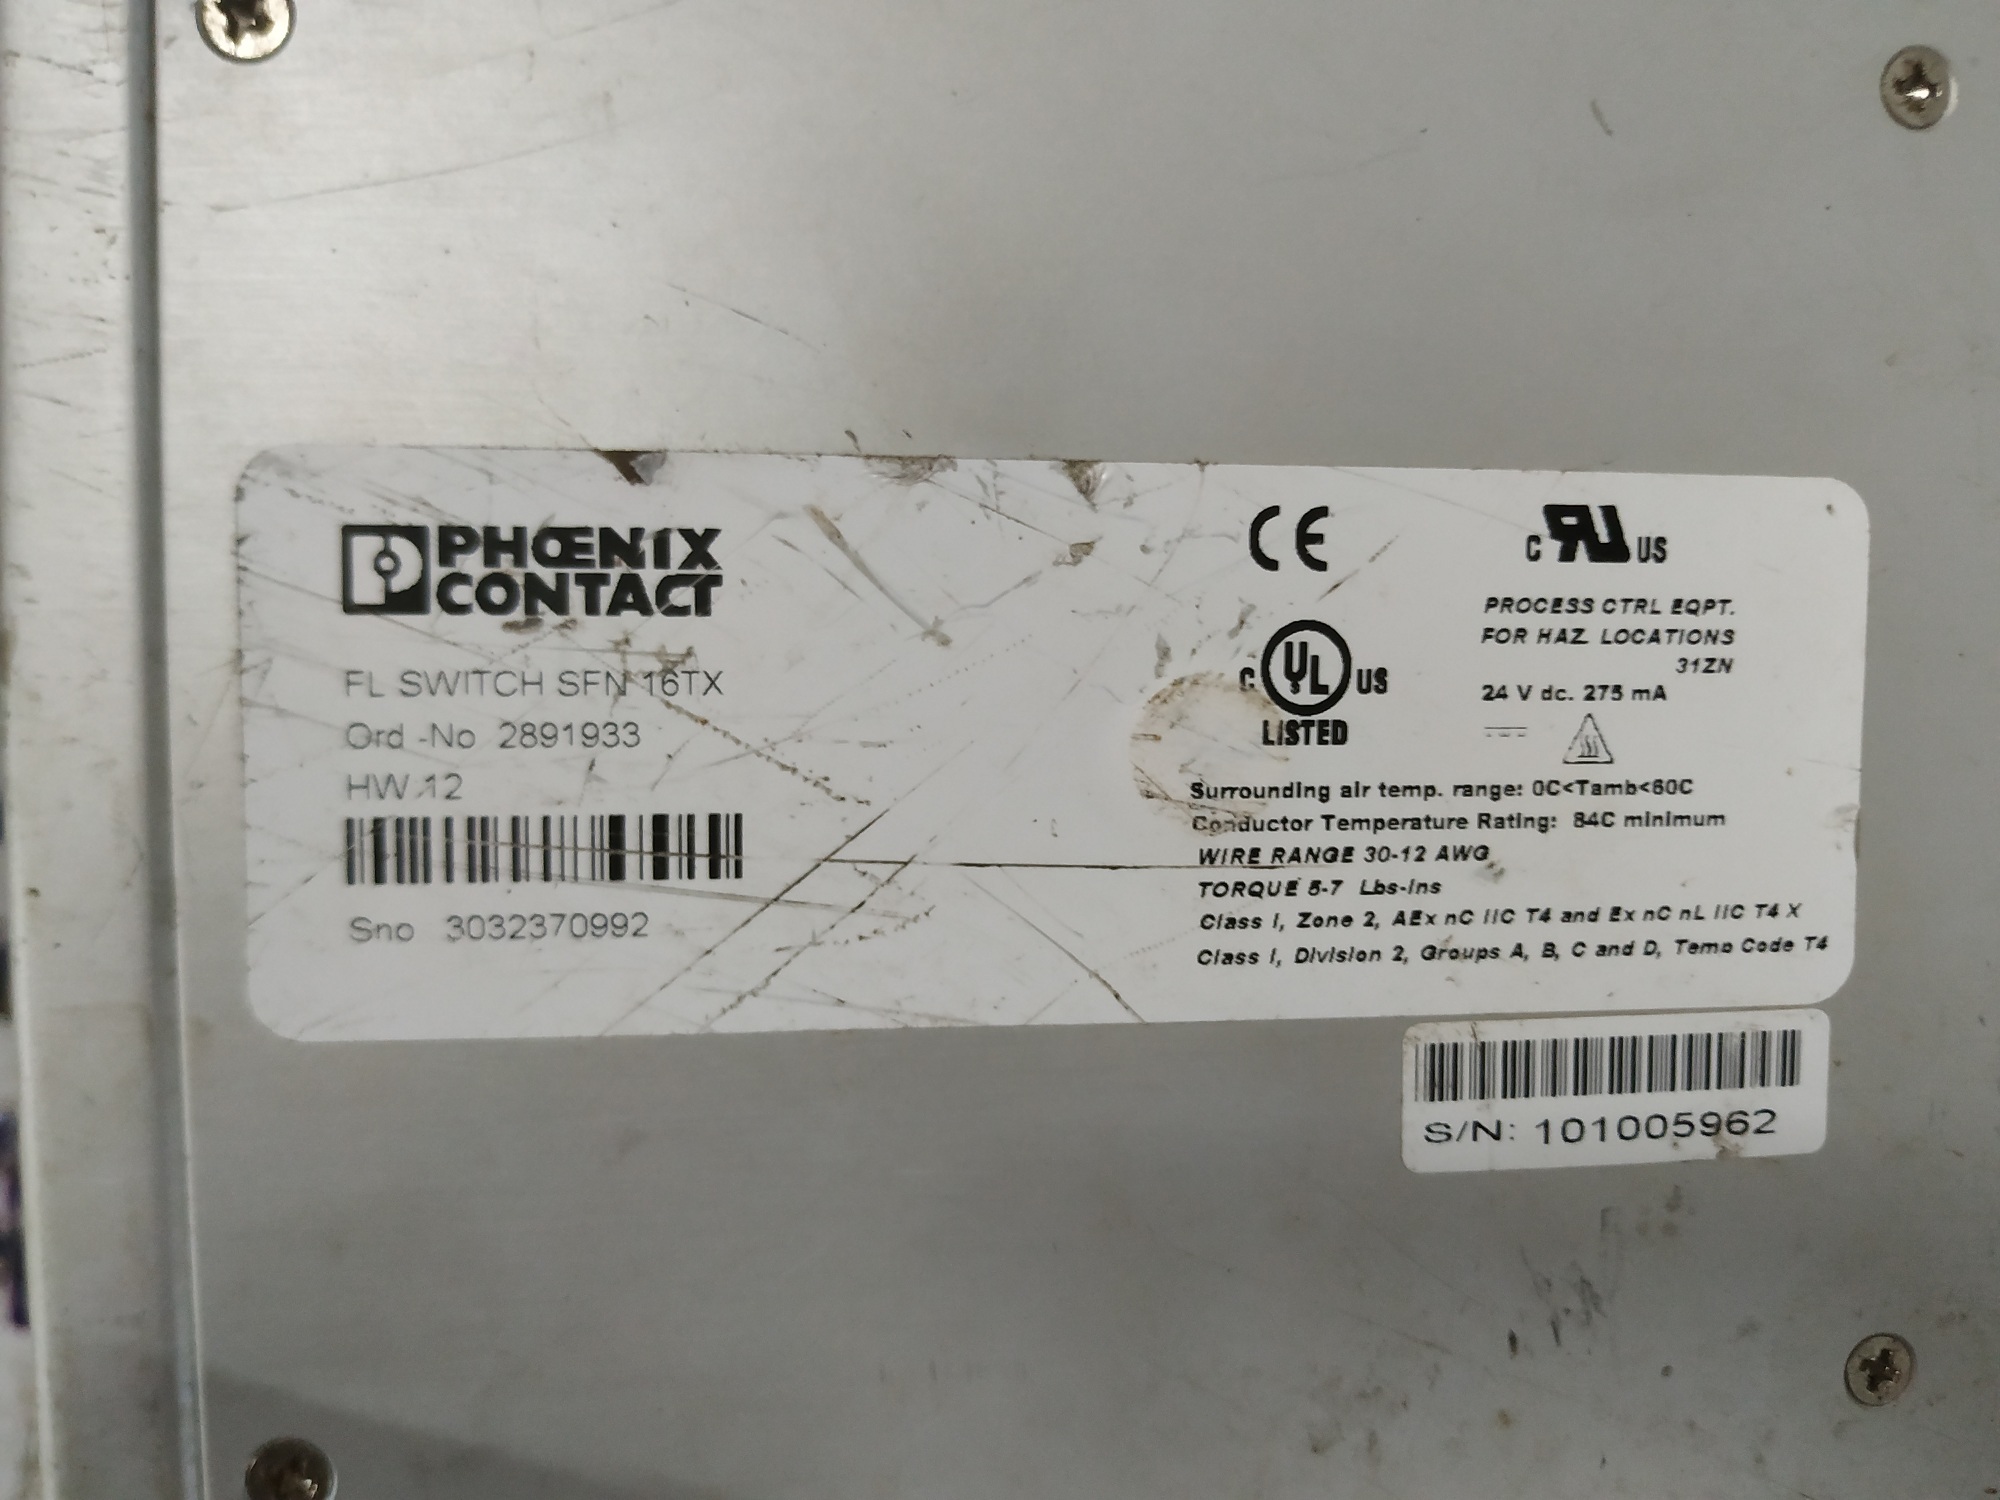 PHŒNIX
CONTACT
FL SWITCH SFN 16TX
Ord -No 2891933
HW 12
Sno 3032370992
CE
C UL LISTED US
C RU US
PROCESS CTRL EQPT.
FOR HAZ. LOCATIONS
31ZN
24 V dc. 275 mA
Surrounding air temp. range: 0C<Tamb<60C
Conductor Temperature Rating: 84C minimum
WIRE RANGE 30-12 AWG
TORQUE 5-7 Lbs-Ins
Class I, Zone 2, AEx nC IIC T4 and Ex nC nL IIC T4 X
Class I, Division 2, Groups A, B, C and D, Temp Code T4
S/N: 101005962